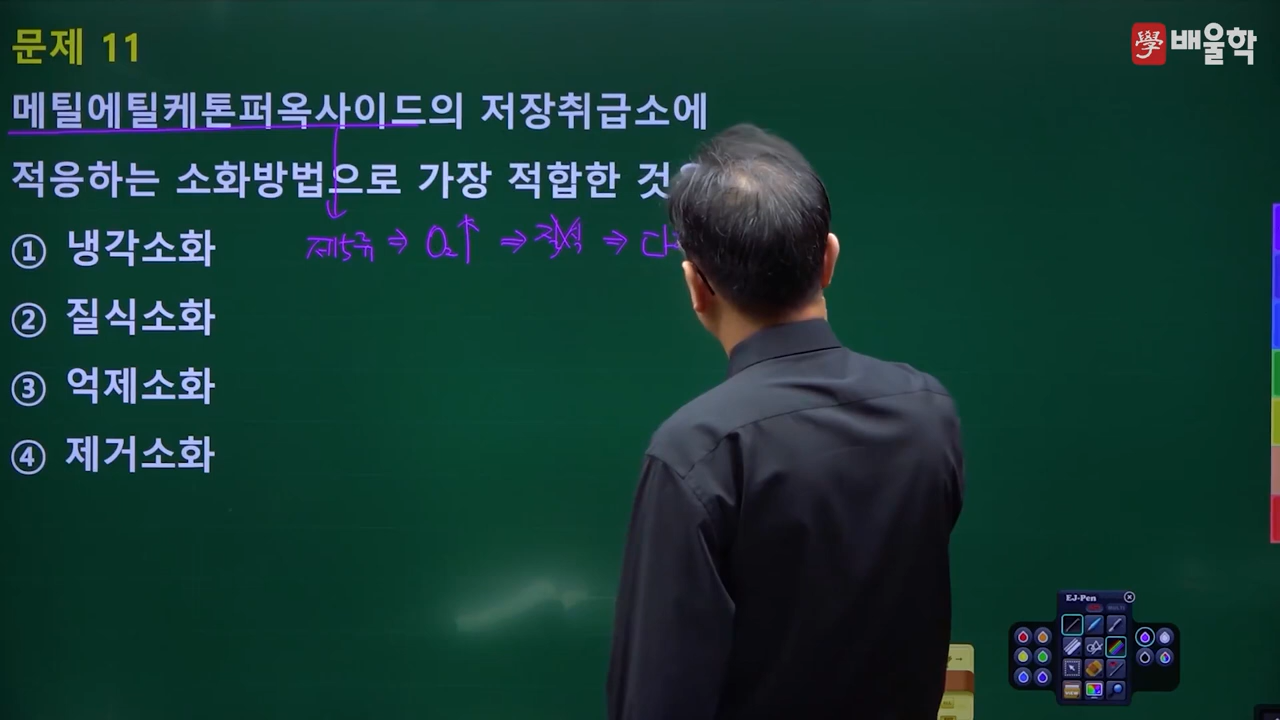 문제 11
學 배울학
메틸에틸케톤퍼옥사이드의 저장취급소에
적응하는 소화방법으로 가장 적합한 것
① 냉각소화
제5류 ⇒ O₂↑ ⇒ 질식 ⇒
② 질식소화
③ 억제소화
④ 제거소화
EJ-Pen